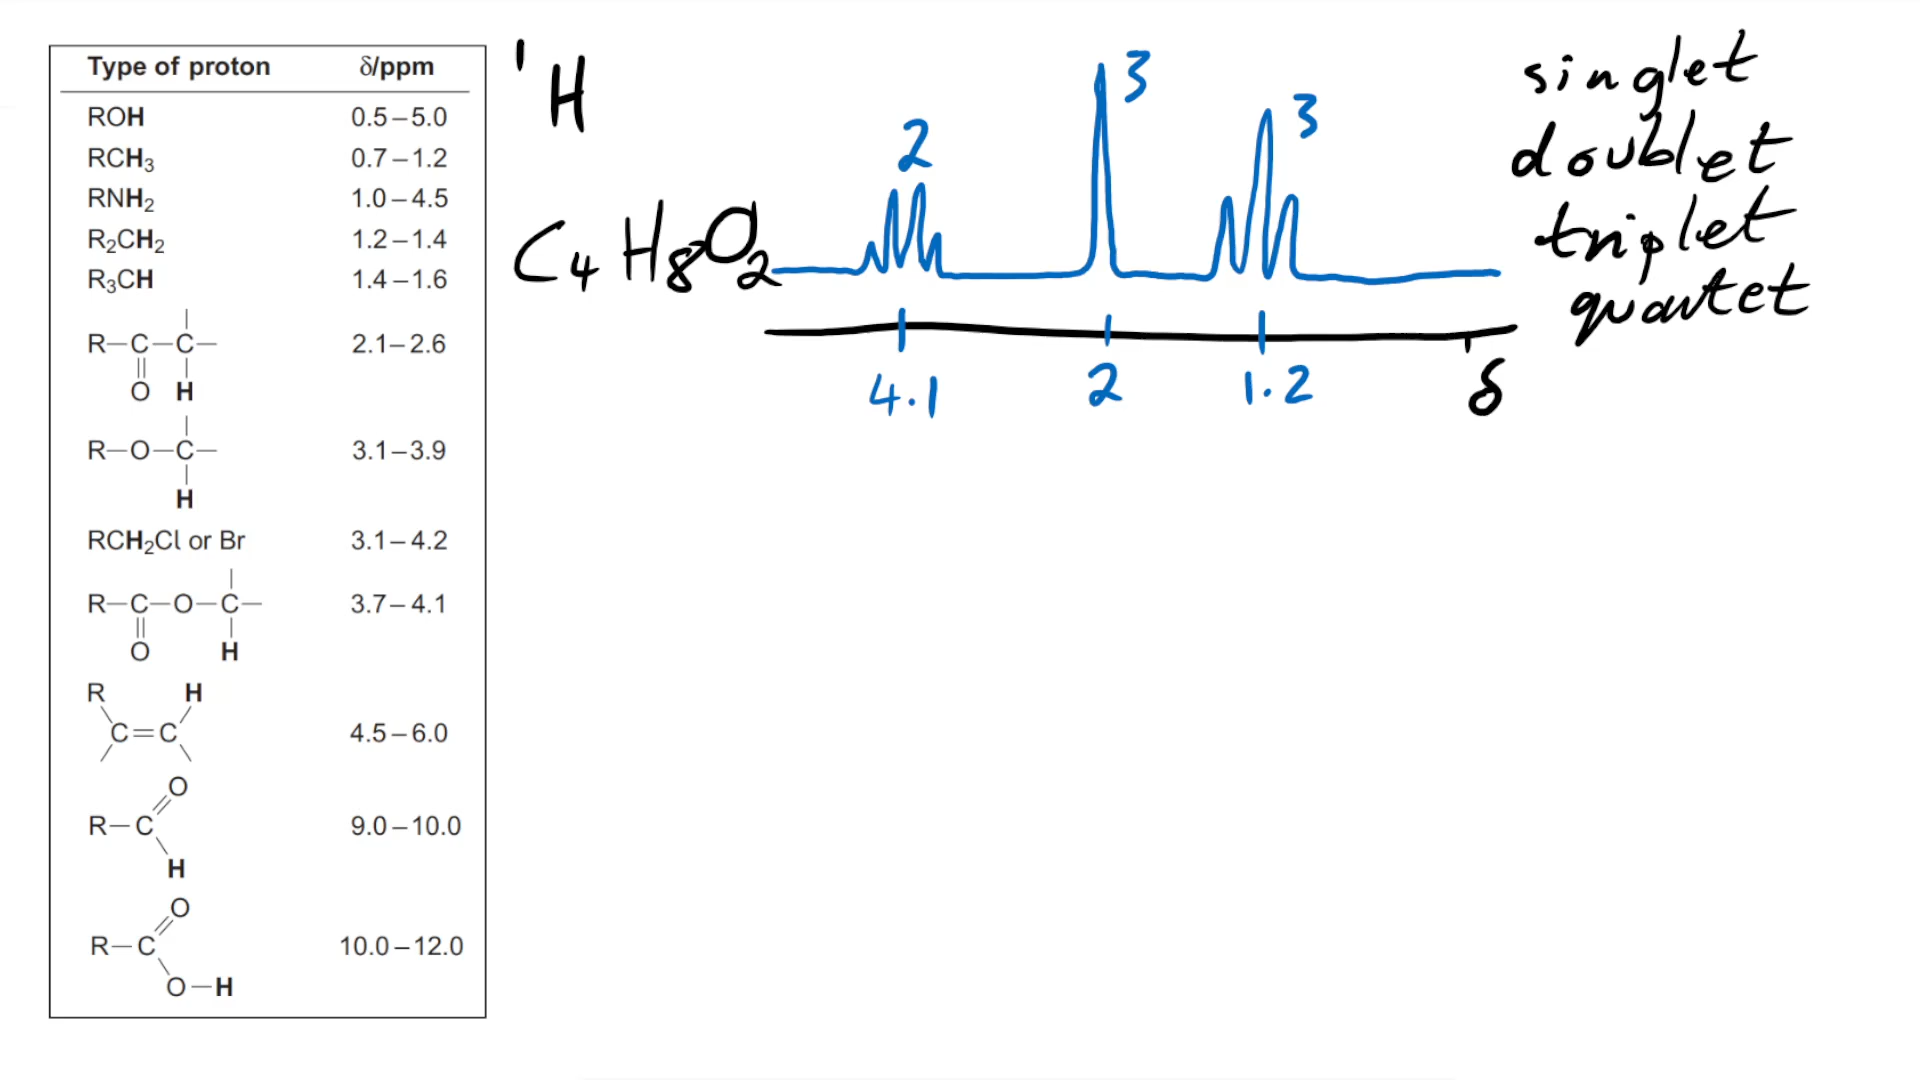 Type of proton δ/ppm
ROH 0.5–5.0
RCH₃ 0.7–1.2
RNH₂ 1.0–4.5
R₂CH₂ 1.2–1.4
R₃CH 1.4–1.6
R–C–C– 2.1–2.6
O H
R–O–C– 3.1–3.9
H
RCH₂Cl or Br 3.1–4.2
R–C–O–C– 3.7–4.1
O H
R H
C=C 4.5–6.0
O
R–C 9.0–10.0
H
O
R–C 10.0–12.0
O–H
¹H
C₄H₈O₂
2 3 3
4.1 2 1.2 δ
singlet
doublet
triplet
quartet